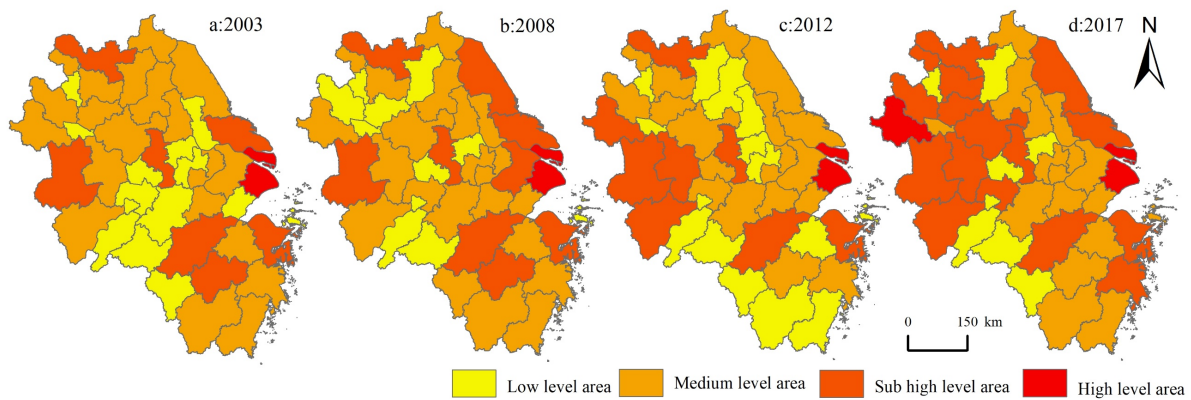 a:2003
b:2008
c:2012
d:2017
N
0 150 km
Low level area
Medium level area
Sub high level area
High level area